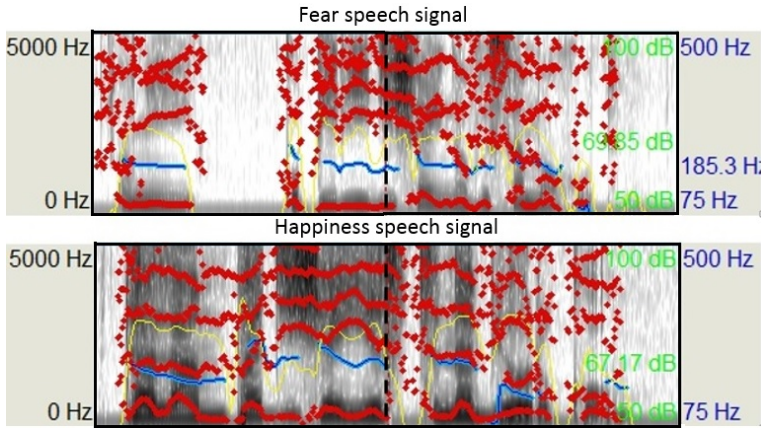 Fear speech signal
5000 Hz 100 dB 500 Hz
69.85 dB
185.3 Hz
0 Hz 50 dB 75 Hz
Happiness speech signal
5000 Hz 100 dB 500 Hz
67.17 dB
0 Hz 50 dB 75 Hz